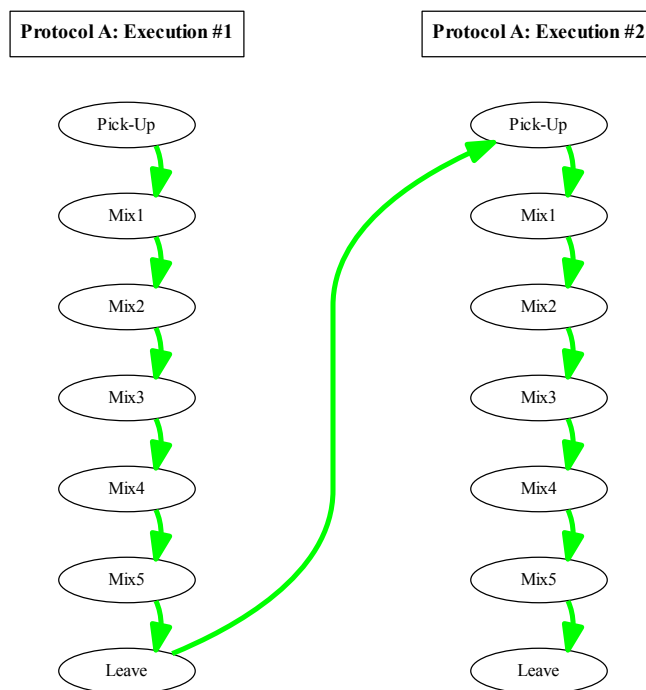 Protocol A: Execution #1
Pick-Up
Mix1
Mix2
Mix3
Mix4
Mix5
Leave
Protocol A: Execution #2
Pick-Up
Mix1
Mix2
Mix3
Mix4
Mix5
Leave